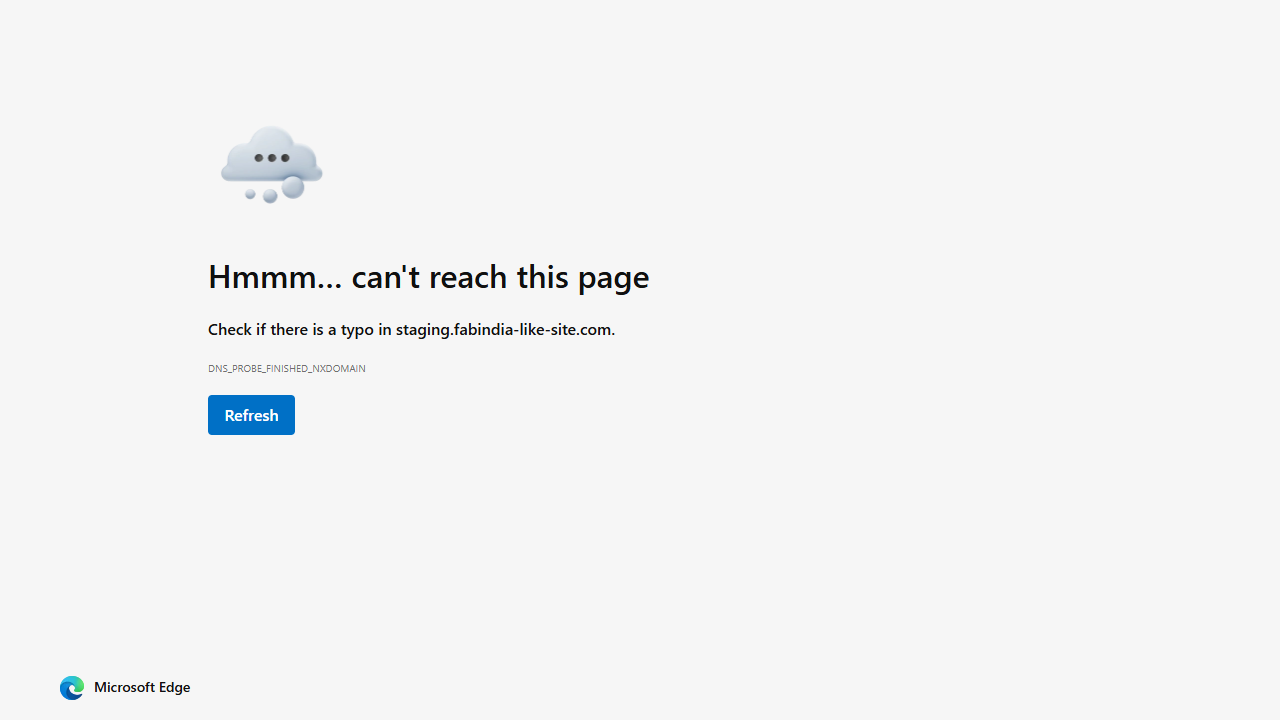 Hmmm... can't reach this page
Check if there is a typo in staging.fabindia-like-site.com.
DNS_PROBE_FINISHED_NXDOMAIN
Refresh
Microsoft Edge